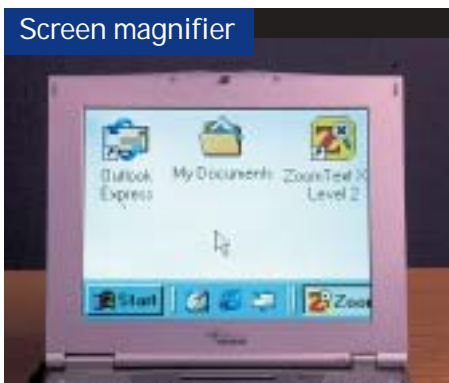 Screen magnifier
Outlook
Express
My Documents
ZoomText X
Level 2
Start
Zoo